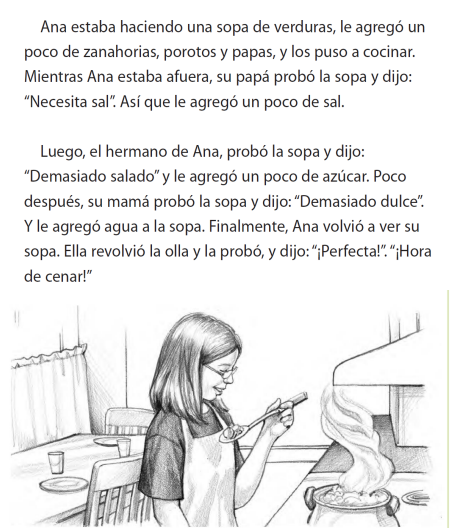 Ana estaba haciendo una sopa de verduras, le agregó un
poco de zanahorias, porotos y papas, y los puso a cocinar.
Mientras Ana estaba afuera, su papá probó la sopa y dijo:
“Necesita sal”. Así que le agregó un poco de sal.
Luego, el hermano de Ana, probó la sopa y dijo:
“Demasiado salado” y le agregó un poco de azúcar. Poco
después, su mamá probó la sopa y dijo: “Demasiado dulce”.
Y le agregó agua a la sopa. Finalmente, Ana volvió a ver su
sopa. Ella revolvió la olla y la probó, y dijo: “¡Perfecta!”. “¡Hora
de cenar!”